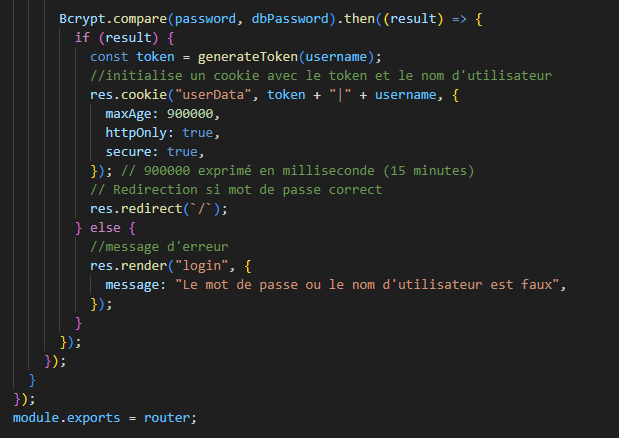 Bcrypt.compare(password, dbPassword).then((result) => {
if (result) {
const token = generateToken(username);
//initialise un cookie avec le token et le nom d'utilisateur
res.cookie("userData", token + "|" + username, {
maxAge: 900000,
httpOnly: true,
secure: true,
}); // 900000 exprimé en milliseconde (15 minutes)
// Redirection si mot de passe correct
res.redirect(`/`);
} else {
//message d'erreur
res.render("login", {
message: "Le mot de passe ou le nom d'utilisateur est faux",
});
}
});
});
}
});
module.exports = router;